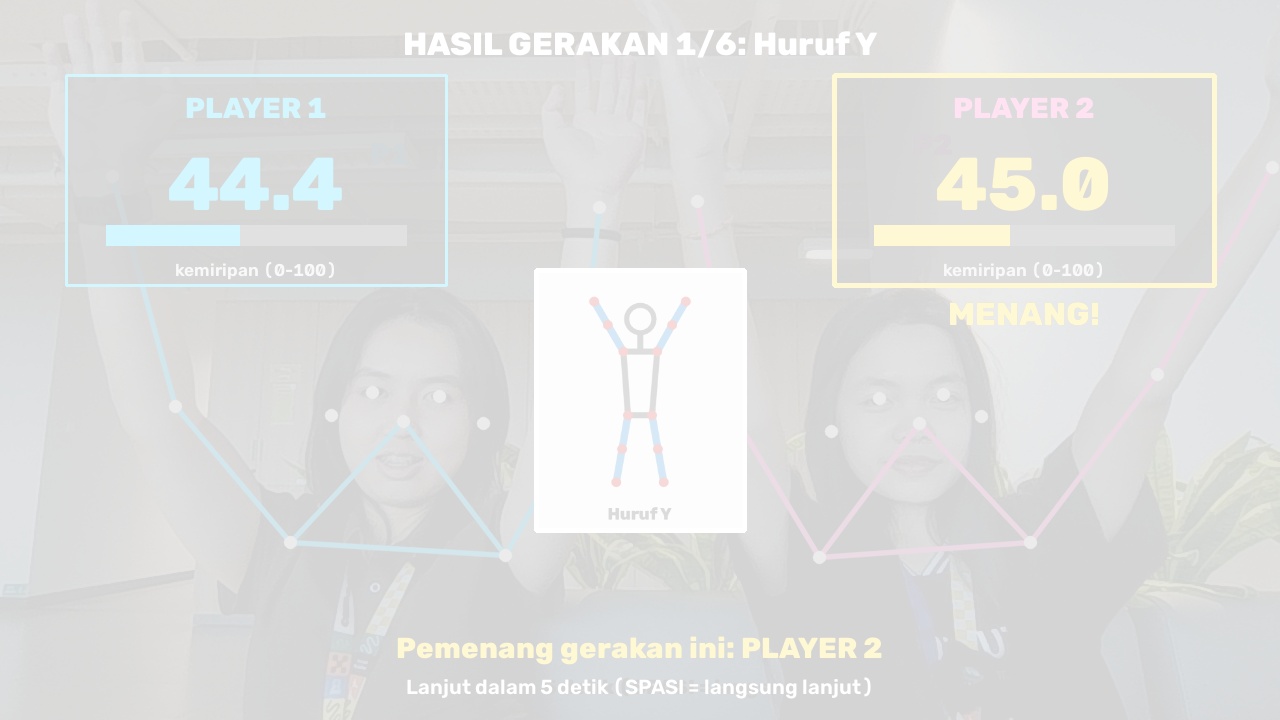 HASIL GERAKAN 1/6: Huruf Y
PLAYER 1
44.4
kemiripan (0-100)
PLAYER 2
45.0
kemiripan (0-100)
MENANG!
Huruf Y
Pemenang gerakan ini: PLAYER 2
Lanjut dalam 5 detik (SPASI = langsung lanjut)